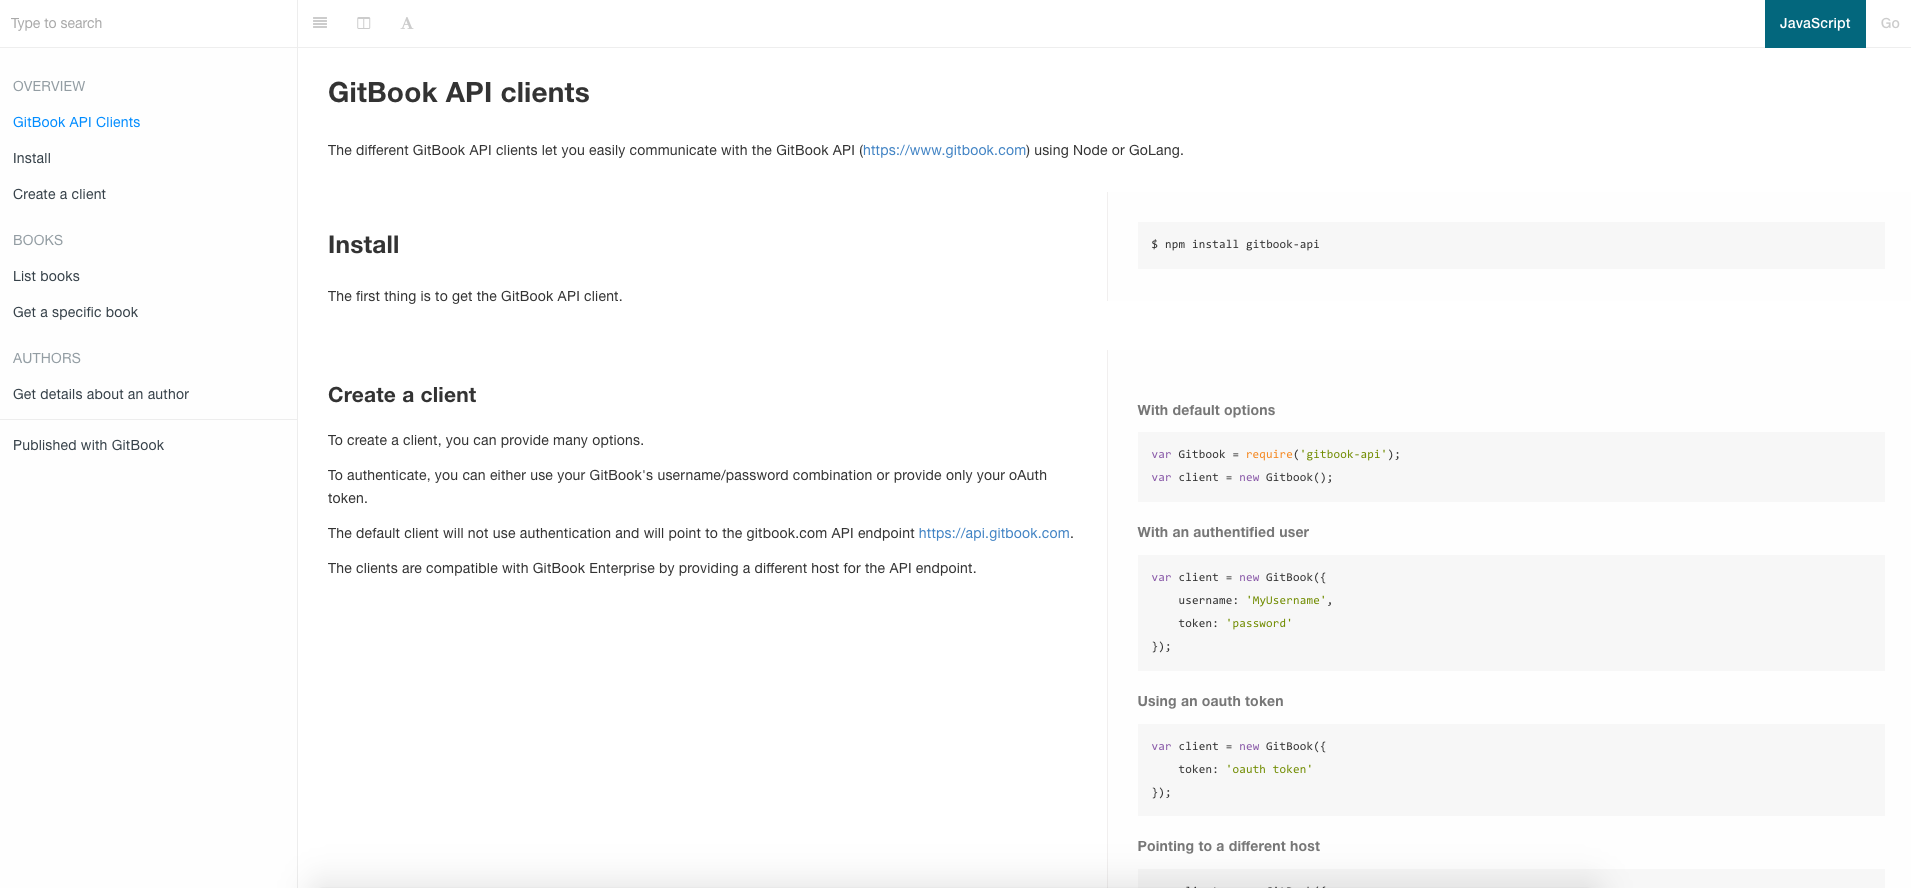 Type to search
A
JavaScript
Go
OVERVIEW
GitBook API Clients
Install
Create a client
BOOKS
List books
Get a specific book
AUTHORS
Get details about an author
Published with GitBook
GitBook API clients
The different GitBook API clients let you easily communicate with the GitBook API (https://www.gitbook.com) using Node or GoLang.
Install
The first thing is to get the GitBook API client.
$ npm install gitbook-api
Create a client
To create a client, you can provide many options.
To authenticate, you can either use your GitBook's username/password combination or provide only your oAuth
token.
The default client will not use authentication and will point to the gitbook.com API endpoint https://api.gitbook.com.
The clients are compatible with GitBook Enterprise by providing a different host for the API endpoint.
With default options
var Gitbook = require('gitbook-api');
var client = new Gitbook();
With an authentified user
var client = new GitBook({
    username: 'MyUsername',
    token: 'password'
});
Using an oauth token
var client = new GitBook({
    token: 'oauth token'
});
Pointing to a different host